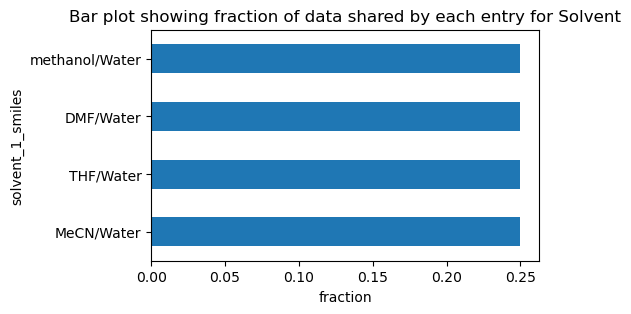 Bar plot showing fraction of data shared by each entry for Solvent
solvent_1_smiles
methanol/Water
DMF/Water
THF/Water
MeCN/Water
0.00 0.05 0.10 0.15 0.20 0.25
fraction